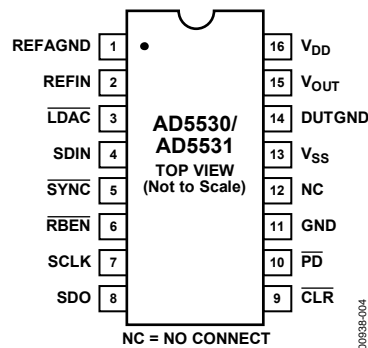 REFAGND 1
REFIN 2
LDAC 3
SDIN 4
SYNC 5
RBEN 6
SCLK 7
SDO 8
AD5530/
AD5531
TOP VIEW
(Not to Scale)
16 VDD
15 VOUT
14 DUTGND
13 VSS
12 NC
11 GND
10 PD
9 CLR
NC = NO CONNECT
00938-004